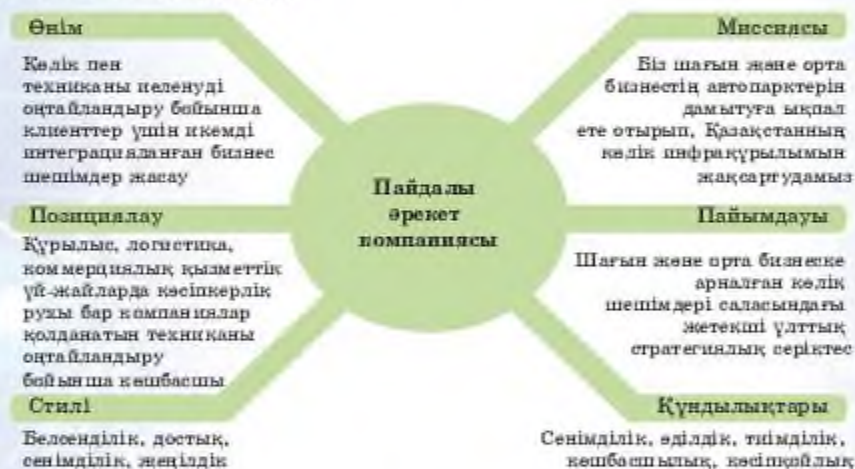 Өнім
Көлік пен
техниканы иеленуді
оңтайландыру бойынша
клиенттер үшін икемді
интеграцияланған бизнес
шешімдер жасау
Позициялау
Құрылыс, логистика,
коммерциялық қызметтік
үй-жайларда кәсіпкерлік
рухы бар компаниялар
қолданатын техниканы
оңтайландыру
бойынша көшбасшы
Стилі
Белсенділік, достық,
сенімділік, жеңілдік
Пайдалы
әрекет
компаниясы
Миссиясы
Біз шағын және орта
бизнестің автопарктерін
дамытуға ықпал
ете отырып, Қазақстанның
көлік инфрақұрылымын
жақсартудамыз
Пайымдауы
Шағын және орта бизнеске
арналған көлік
шешімдері саласындағы
жетекші ұлттық
стратегиялық серіктес
Құндылықтары
Сенімділік, әділдік, тиімділік,
көшбасшылық, кәсіпқойлық